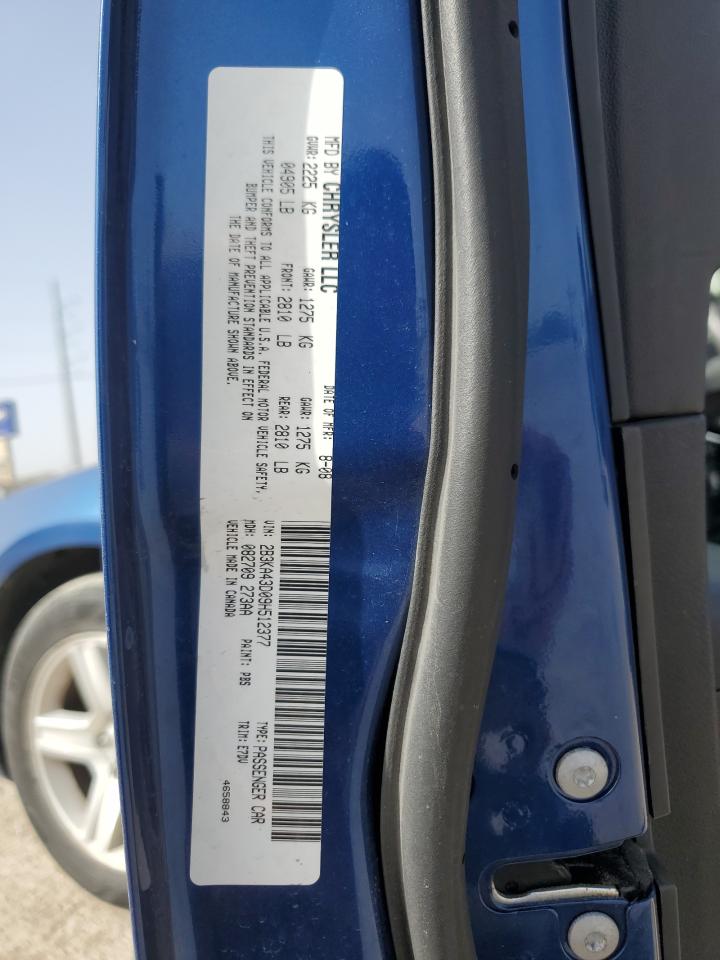 MFD BY CHRYSLER LLC
DATE OF MFR: 8-08
GVWR: 2225 KG
GAWR: 1275 KG
GAWR: 1275 KG
04905 LB
FRONT: 2810 LB
REAR: 2810 LB
THIS VEHICLE CONFORMS TO ALL APPLICABLE U.S.A. FEDERAL MOTOR VEHICLE SAFETY,
BUMPER AND THEFT PREVENTION STANDARDS IN EFFECT ON
THE DATE OF MANUFACTURE SHOWN ABOVE.
VIN: 2B3KA43D09H512377
TYPE: PASSENGER CAR
MDH: 082709 273AA
PAINT: PBS
TRIM: E7DV
VEHICLE MADE IN CANADA
4658843